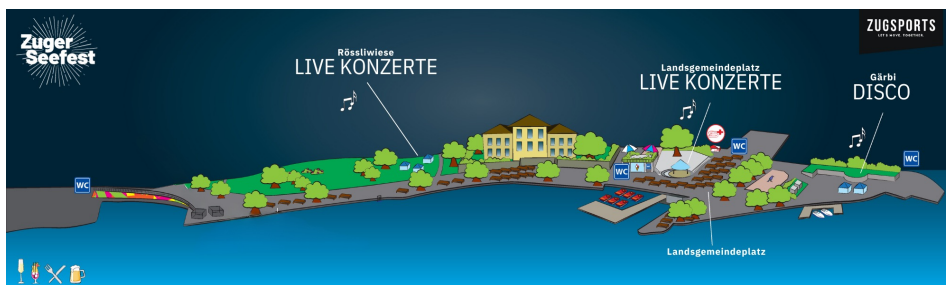 Zuger
Seefest
ZUGSPORTS
LET'S MOVE. TOGETHER.
Rössliwiese
LIVE KONZERTE
Landsgemeindeplatz
LIVE KONZERTE
Gärbi
DISCO
WC
WC
WC
WC
Landsgemeindeplatz